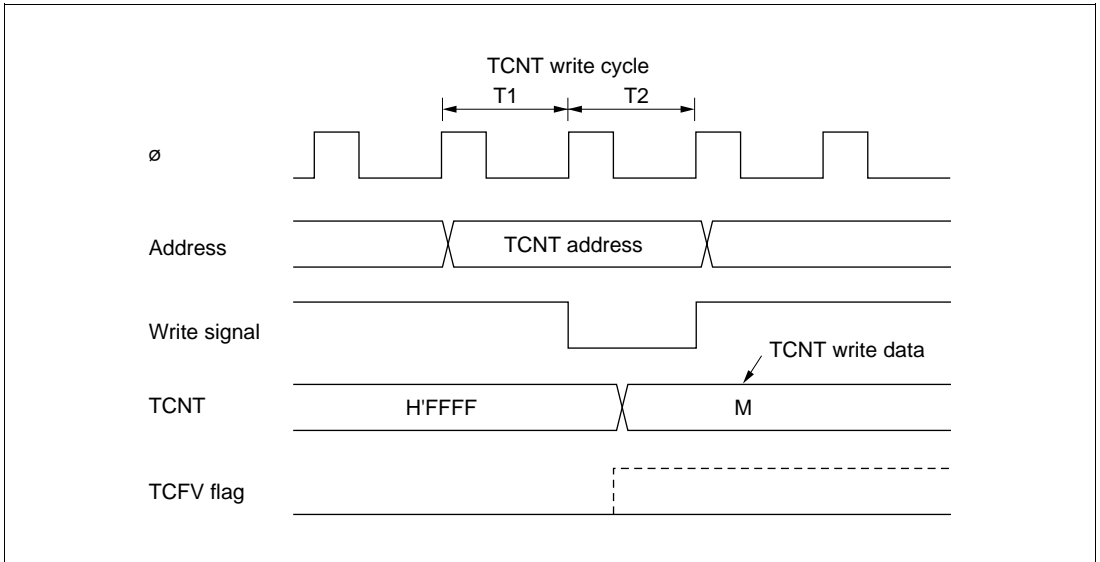 TCNT write cycle
T1 T2
ø
Address TCNT address
Write signal
TCNT write data
TCNT H'FFFF M
TCFV flag